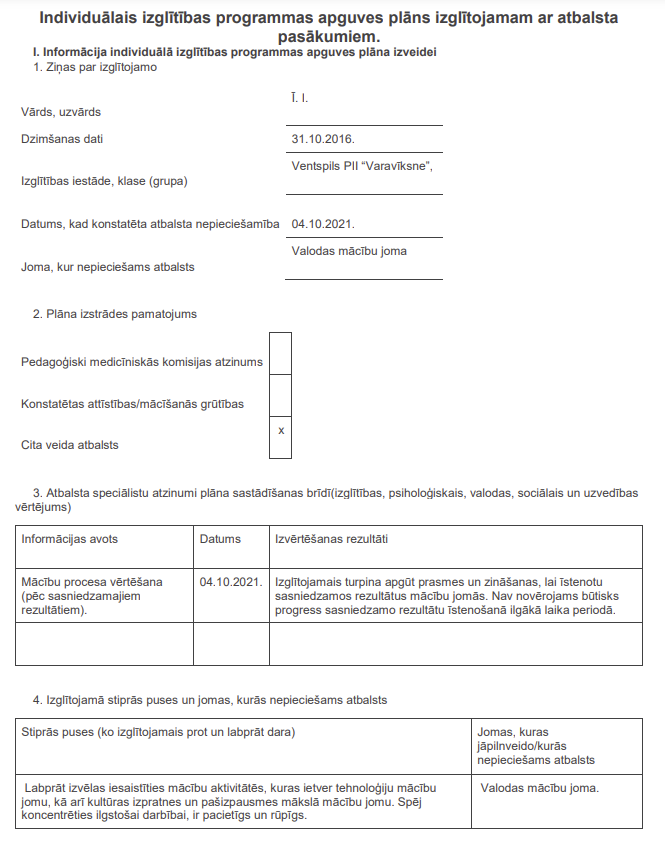 Individuālais izglītības programmas apguves plāns izglītojamam ar atbalsta
pasākumiem.
I. Informācija individuālā izglītības programmas apguves plāna izveidei
1. Ziņas par izglītojamo
Vārds, uzvārds
Ī. I.
Dzimšanas dati
31.10.2016.
Izglītības iestāde, klase (grupa)
Ventspils PII “Varavīksne”,
Datums, kad konstatēta atbalsta nepieciešamība
04.10.2021.
Joma, kur nepieciešams atbalsts
Valodas mācību joma
2. Plāna izstrādes pamatojums
Pedagoģiski medicīniskās komisijas atzinums
Konstatētas attīstības/mācīšanās grūtības
Cita veida atbalsts
x
3. Atbalsta speciālistu atzinumi plāna sastādīšanas brīdī(izglītības, psiholoģiskais, valodas, sociālais un uzvedības
vērtējums)
Informācijas avots
Datums
Izvērtēšanas rezultāti
Mācību procesa vērtēšana
(pēc sasniedzamajiem
rezultātiem).
04.10.2021.
Izglītojamais turpina apgūt prasmes un zināšanas, lai īstenotu
sasniedzamos rezultātus mācību jomās. Nav novērojams būtisks
progress sasniedzamo rezultātu īstenošanā ilgākā laika periodā.
4. Izglītojamā stiprās puses un jomas, kurās nepieciešams atbalsts
Stiprās puses (ko izglītojamais prot un labprāt dara)
Jomas, kuras
jāpilnveido/kurās
nepieciešams atbalsts
Labprāt izvēlas iesaistīties mācību aktivitātēs, kuras ietver tehnoloģiju mācību
jomu, kā arī kultūras izpratnes un pašizpausmes mākslā mācību jomu. Spēj
koncentrēties ilgstošai darbībai, ir pacietīgs un rūpīgs.
Valodas mācību joma.